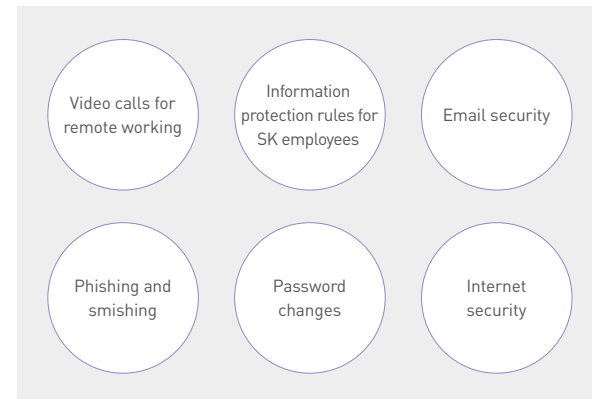 Video calls for
remote working
Information
protection rules for
SK employees
Email security
Phishing and
smishing
Password
changes
Internet
security